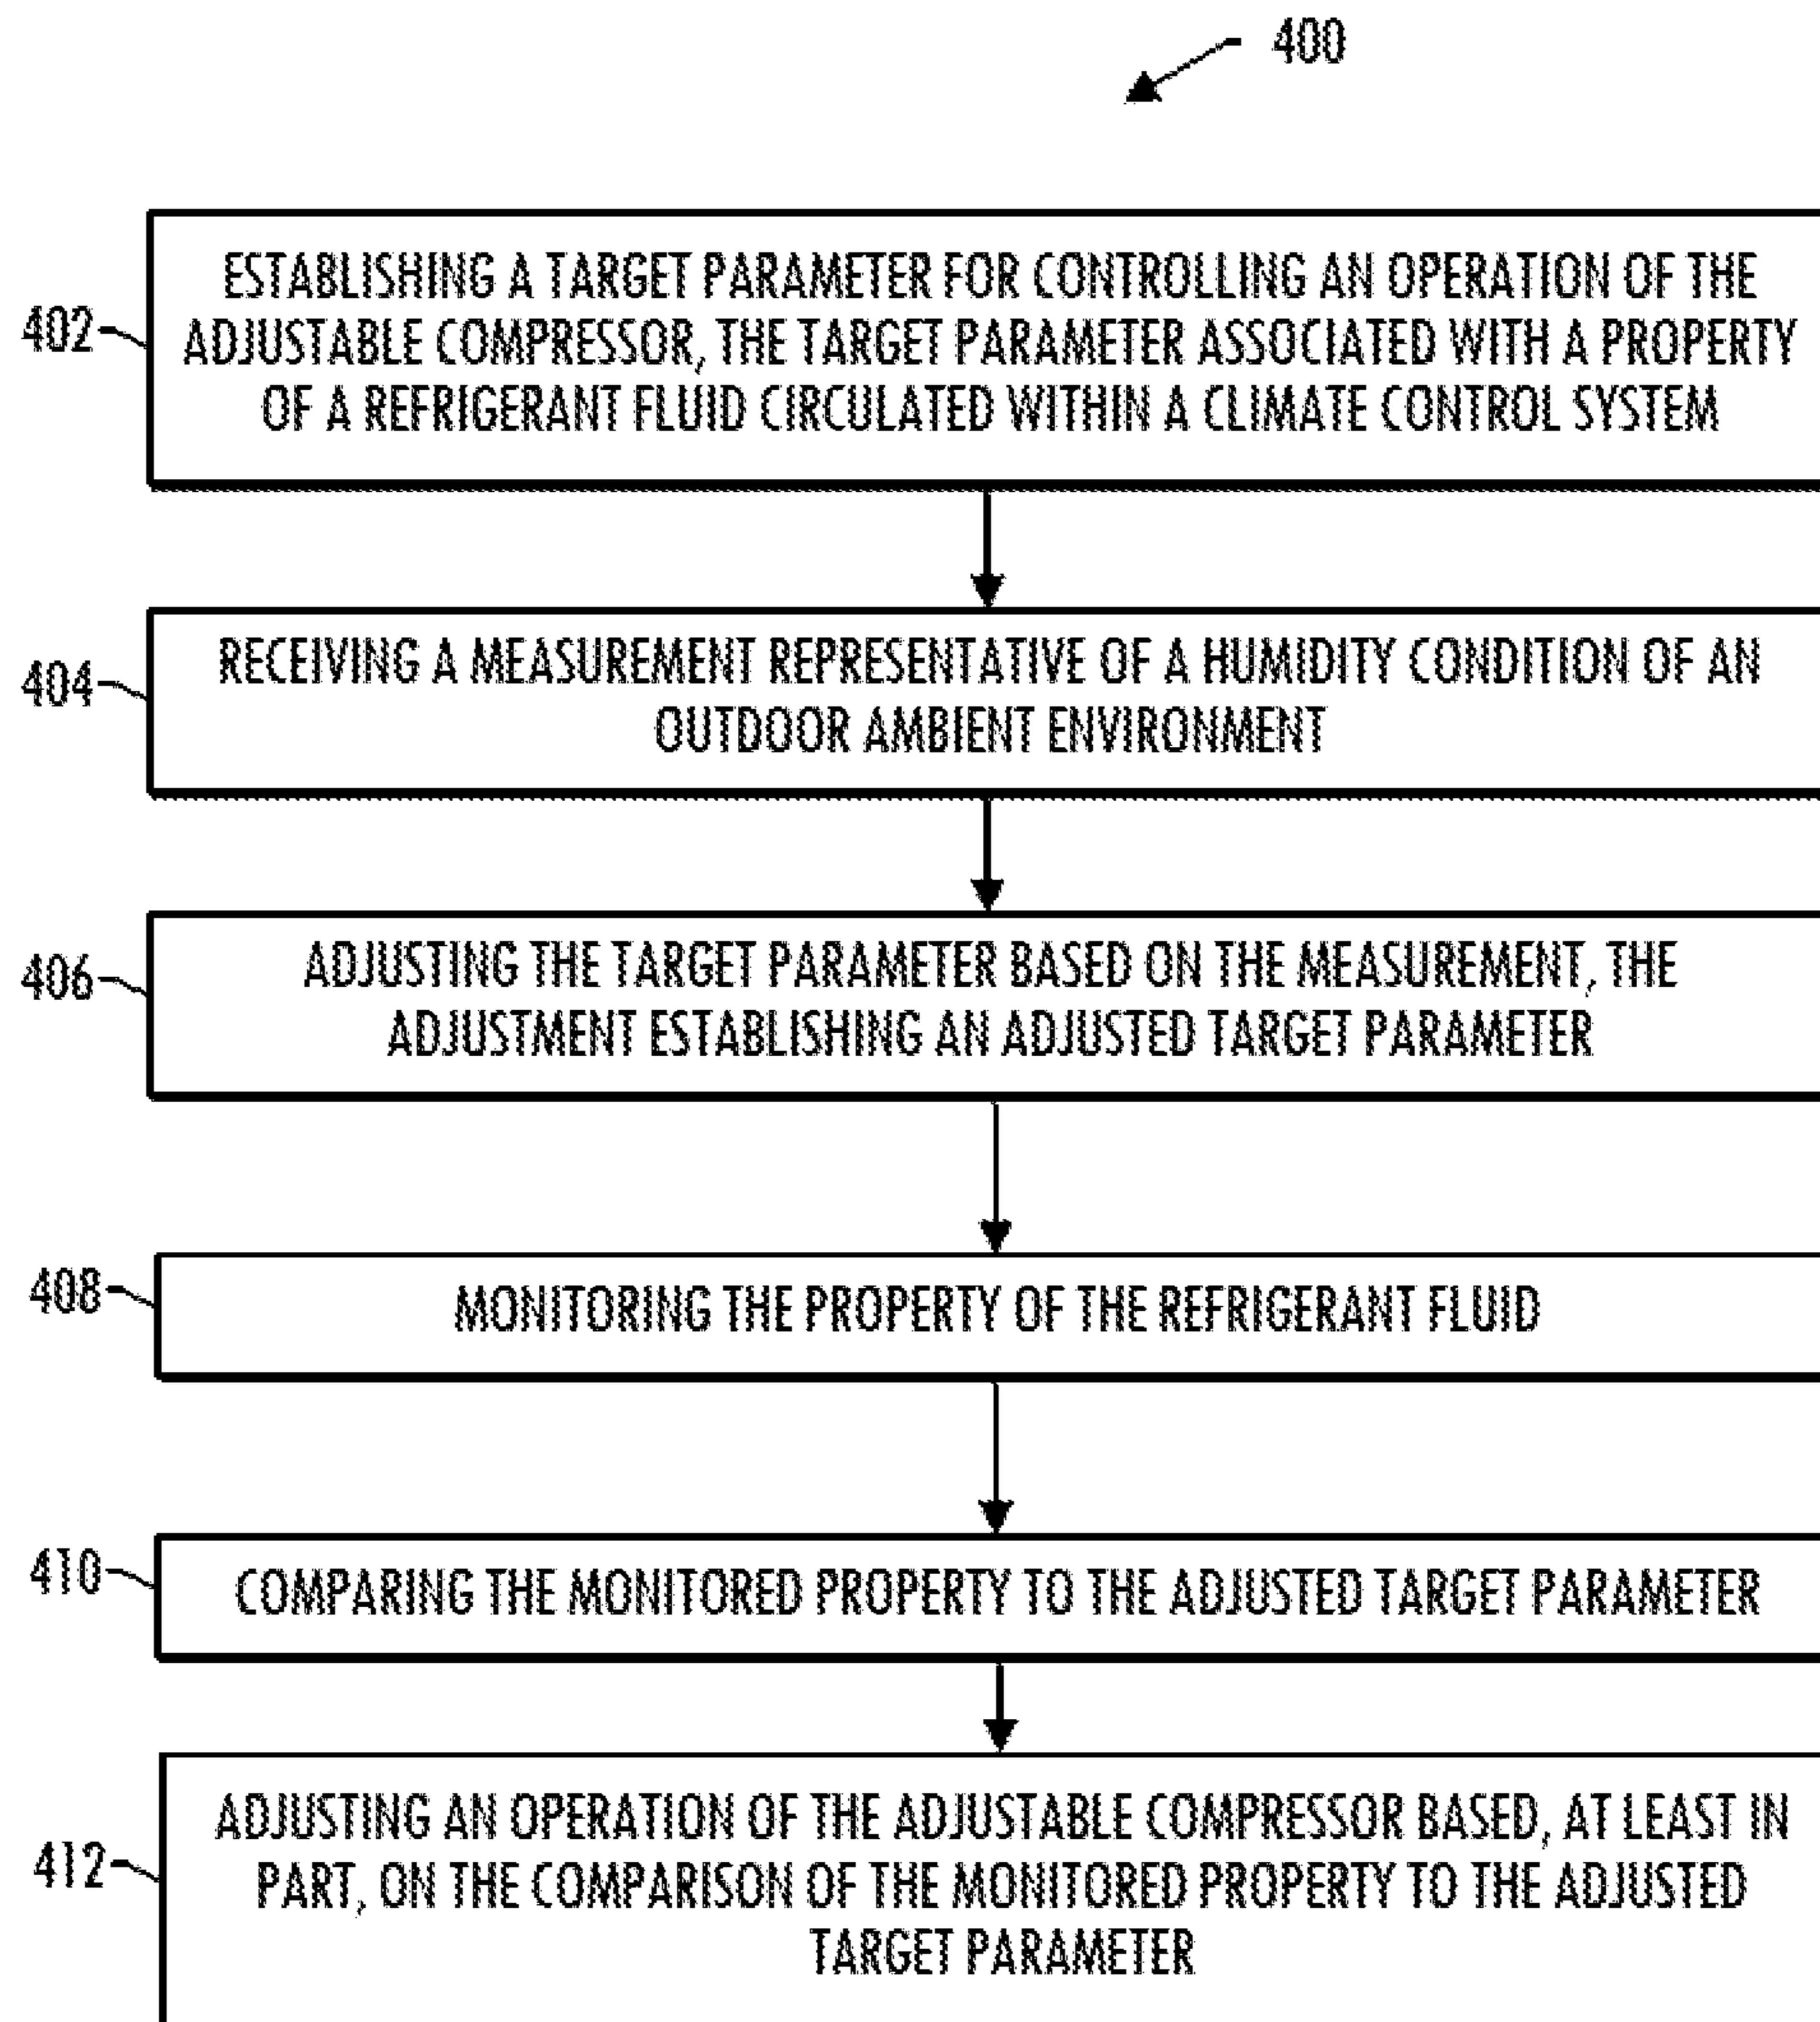 400
402
ESTABLISHING A TARGET PARAMETER FOR CONTROLLING AN OPERATION OF THE
ADJUSTABLE COMPRESSOR, THE TARGET PARAMETER ASSOCIATED WITH A PROPERTY
OF A REFRIGERANT FLUID CIRCULATED WITHIN A CLIMATE CONTROL SYSTEM
404
RECEIVING A MEASUREMENT REPRESENTATIVE OF A HUMIDITY CONDITION OF AN
OUTDOOR AMBIENT ENVIRONMENT
406
ADJUSTING THE TARGET PARAMETER BASED ON THE MEASUREMENT, THE
ADJUSTMENT ESTABLISHING AN ADJUSTED TARGET PARAMETER
408
MONITORING THE PROPERTY OF THE REFRIGERANT FLUID
410
COMPARING THE MONITORED PROPERTY TO THE ADJUSTED TARGET PARAMETER
412
ADJUSTING AN OPERATION OF THE ADJUSTABLE COMPRESSOR BASED, AT LEAST IN
PART, ON THE COMPARISON OF THE MONITORED PROPERTY TO THE ADJUSTED
TARGET PARAMETER